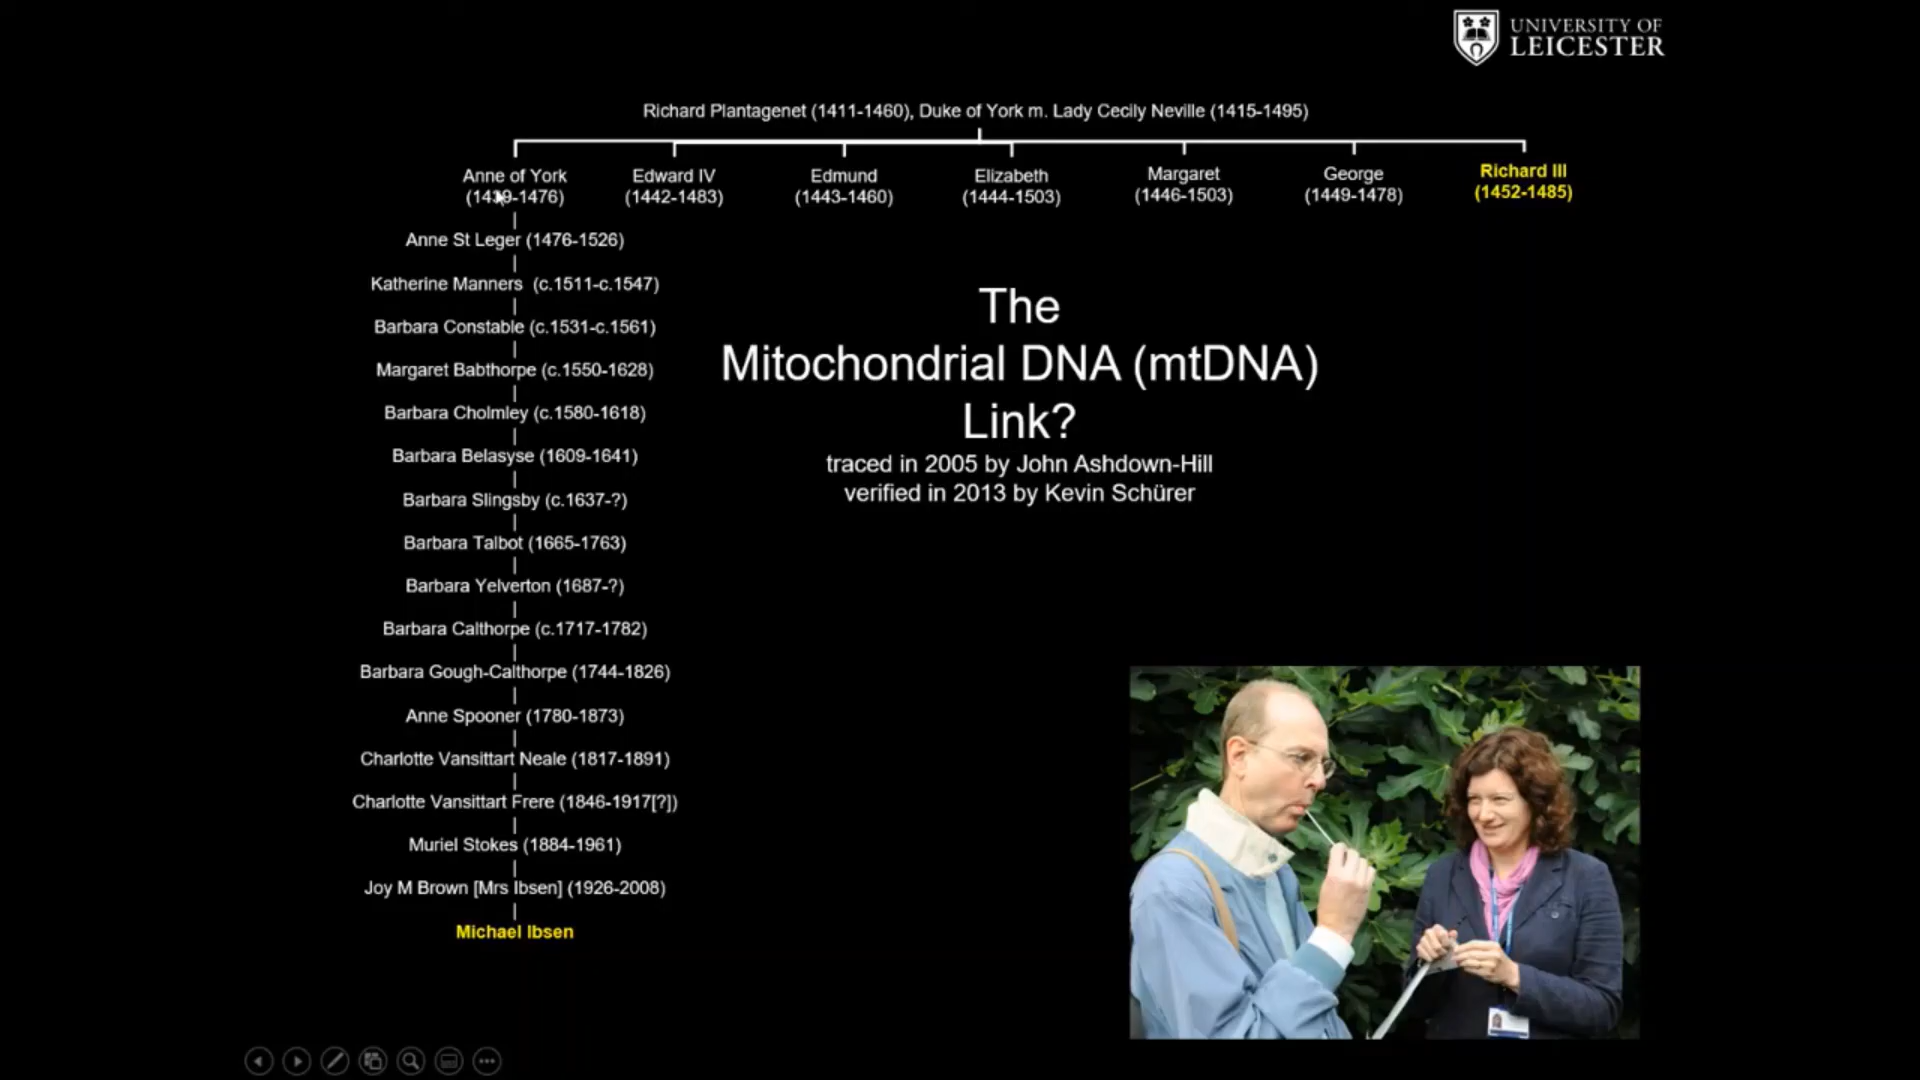 UNIVERSITY OF
LEICESTER
Richard Plantagenet (1411-1460), Duke of York m. Lady Cecily Neville (1415-1495)
Anne of York
(1439-1476)
Edward IV
(1442-1483)
Edmund
(1443-1460)
Elizabeth
(1444-1503)
Margaret
(1446-1503)
George
(1449-1478)
Richard III
(1452-1485)
Anne St Leger (1476-1526)
Katherine Manners (c.1511-c.1547)
Barbara Constable (c.1531-c.1561)
Margaret Babthorpe (c.1550-1628)
Barbara Cholmley (c.1580-1618)
Barbara Belasyse (1609-1641)
Barbara Slingsby (c.1637-?)
Barbara Talbot (1665-1763)
Barbara Yelverton (1687-?)
Barbara Calthorpe (c.1717-1782)
Barbara Gough-Calthorpe (1744-1826)
Anne Spooner (1780-1873)
Charlotte Vansittart Neale (1817-1891)
Charlotte Vansittart Frere (1846-1917[?])
Muriel Stokes (1884-1961)
Joy M Brown [Mrs Ibsen] (1926-2008)
Michael Ibsen
The
Mitochondrial DNA (mtDNA)
Link?
traced in 2005 by John Ashdown-Hill
verified in 2013 by Kevin Schürer